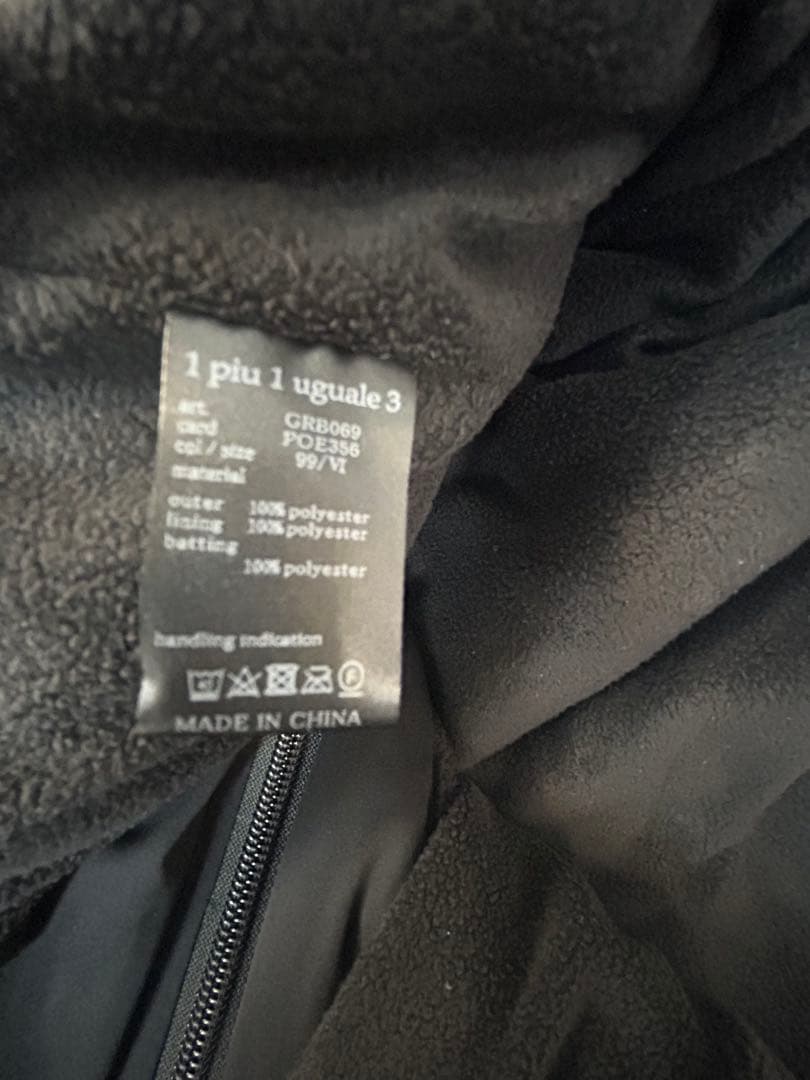 1 piu 1 uguale 3
art. GRB069
card POE356
col / size 99/VI
material
outer 100% polyester
lining 100% polyester
batting
100% polyester
handling indication
F
MADE IN CHINA